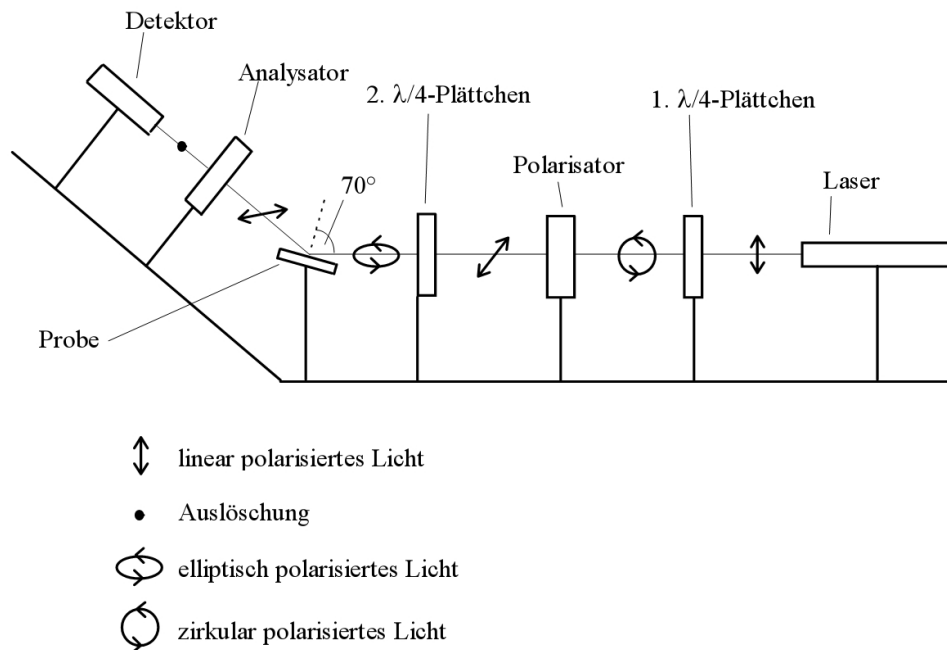 Detektor
Analysator
2. λ/4-Plättchen
1. λ/4-Plättchen
Polarisator
Laser
70°
Probe
linear polarisiertes Licht
Auslöschung
elliptisch polarisiertes Licht
zirkular polarisiertes Licht